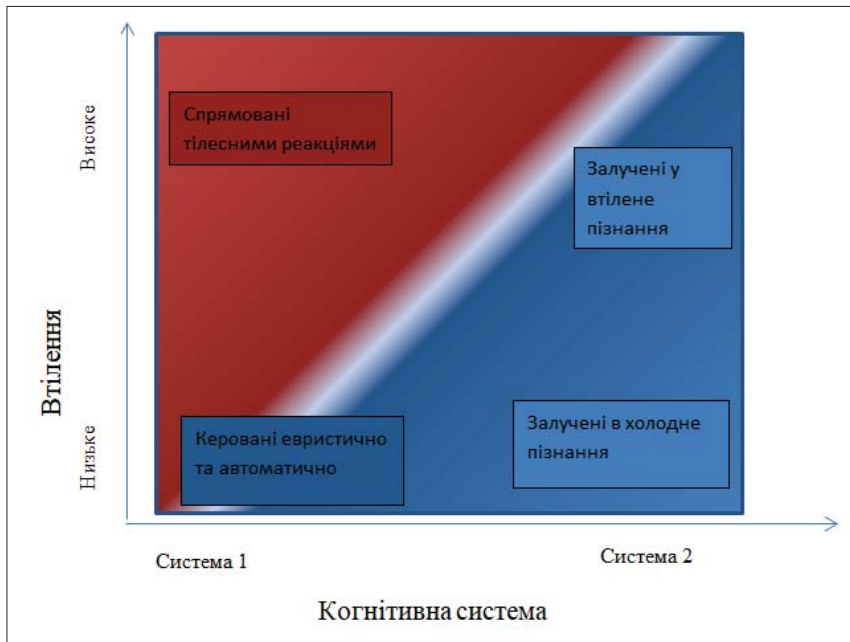 Високе
Спрямовані
тілесними реакціями
Залучені у
втілене
пізнання
Втілення
Низьке
Керовані евристично
та автоматично
Залучені в холодне
пізнання
Система 1
Система 2
Когнітивна система